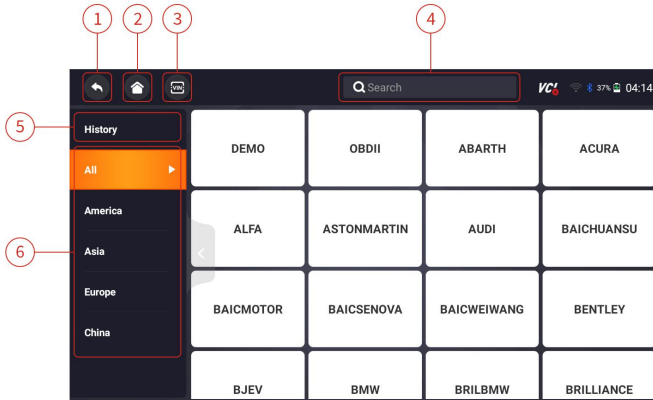 1 2 3 4
VIN Search VCI 37% 04:14
5 History
DEMO OBDII ABARTH ACURA
All
America
ALFA ASTONMARTIN AUDI BAICHUANSU
6 Asia
Europe
BAICMOTOR BAICSENOVA BAICWEIWANG BENTLEY
China
BJEV BMW BRILBMW BRILLIANCE